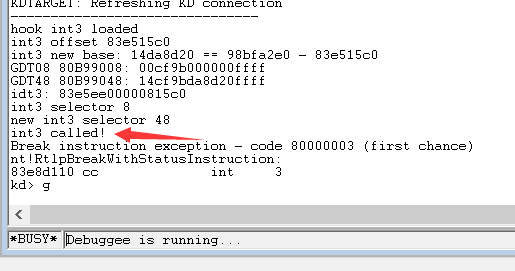 KDTARGET: Refreshing KD connection
-------------------------------
hook int3 loaded
int3 offset 83e515c0
int3 new base: 14da8d20 == 98bfa2e0 - 83e515c0
GDT08 80B99008: 00cf9b000000ffff
GDT48 80B99048: 14cf9bda8d20ffff
idt3: 83e5ee00000815c0
int3 selector 8
new int3 selector 48
int3 called!
Break instruction exception - code 80000003 (first chance)
nt!RtlpBreakWithStatusInstruction:
83e8d110 cc int 3
kd> g
*BUSY* Debuggee is running...